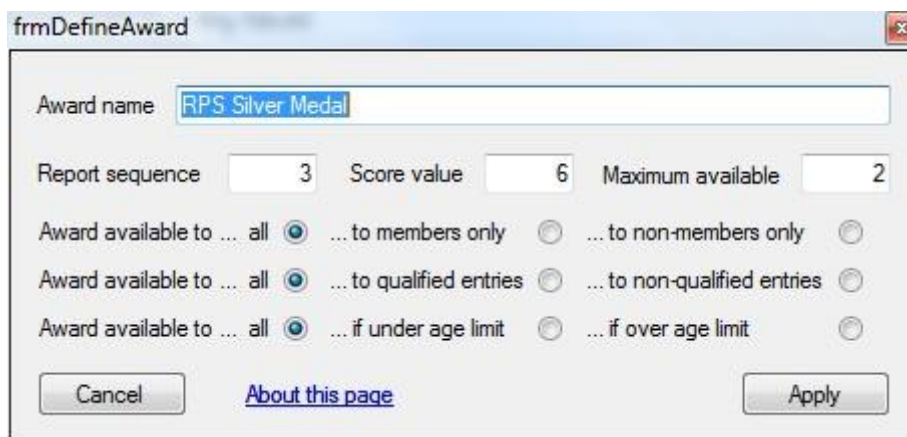 frmDefineAward
Award name RPS Silver Medal
Report sequence 3 Score value 6 Maximum available 2
Award available to ... all ... to members only ... to non-members only
Award available to ... all ... to qualified entries ... to non-qualified entries
Award available to ... all ... if under age limit ... if over age limit
Cancel About this page Apply